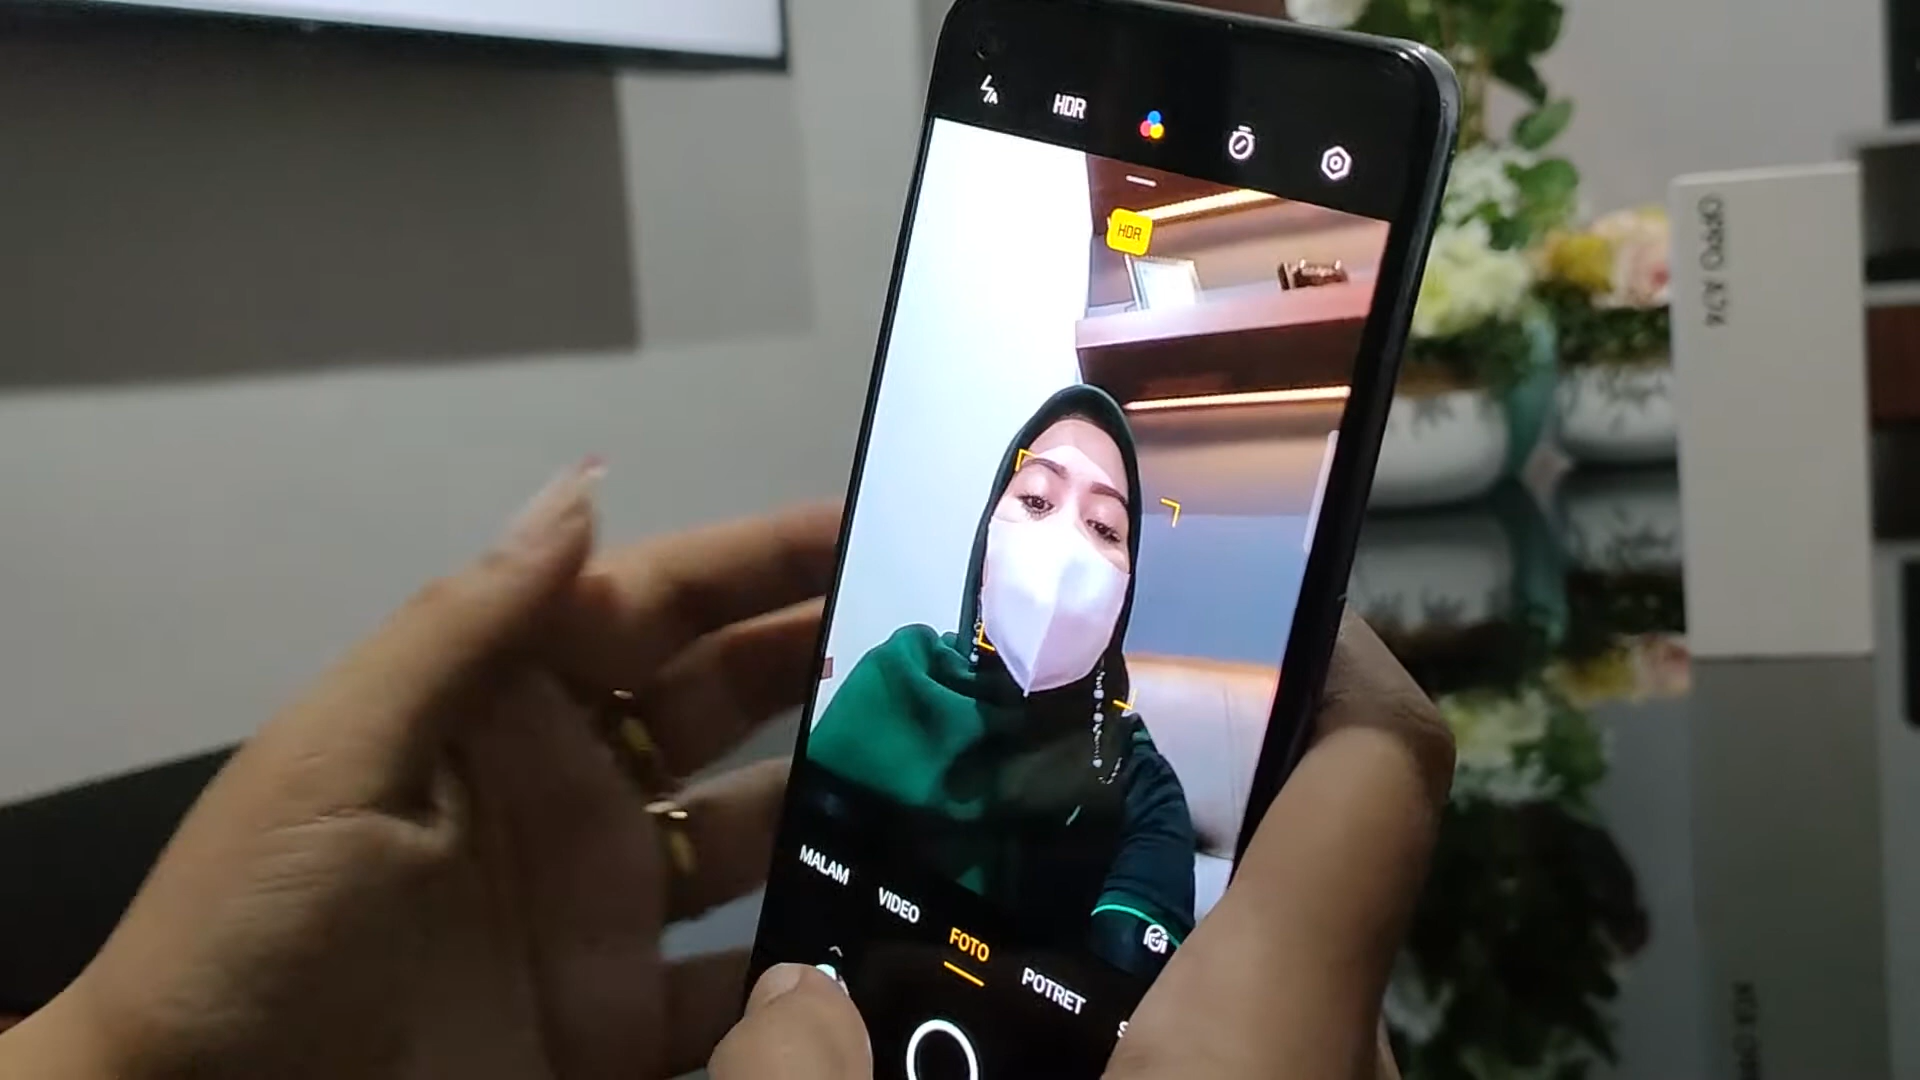 HDR
HDR
MALAM
VIDEO
FOTO
POTRET
OPPO A74